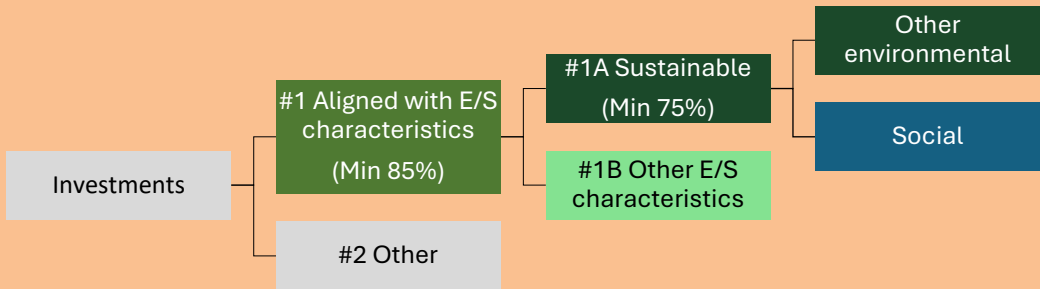 Investments
#1 Aligned with E/S
characteristics
(Min 85%)
#2 Other
#1A Sustainable
(Min 75%)
#1B Other E/S
characteristics
Other
environmental
Social